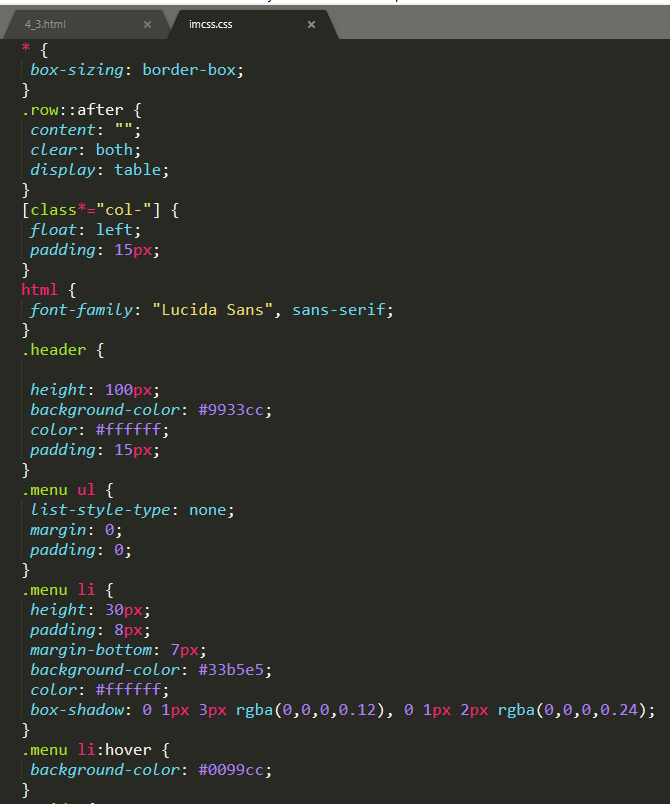 4_3.html × imcss.css ×
* {
box-sizing: border-box;
}
.row::after {
content: "";
clear: both;
display: table;
}
[class*="col-"] {
float: left;
padding: 15px;
}
html {
font-family: "Lucida Sans", sans-serif;
}
.header {
height: 100px;
background-color: #9933cc;
color: #ffffff;
padding: 15px;
}
.menu ul {
list-style-type: none;
margin: 0;
padding: 0;
}
.menu li {
height: 30px;
padding: 8px;
margin-bottom: 7px;
background-color: #33b5e5;
color: #ffffff;
box-shadow: 0 1px 3px rgba(0,0,0,0.12), 0 1px 2px rgba(0,0,0,0.24);
}
.menu li:hover {
background-color: #0099cc;
}